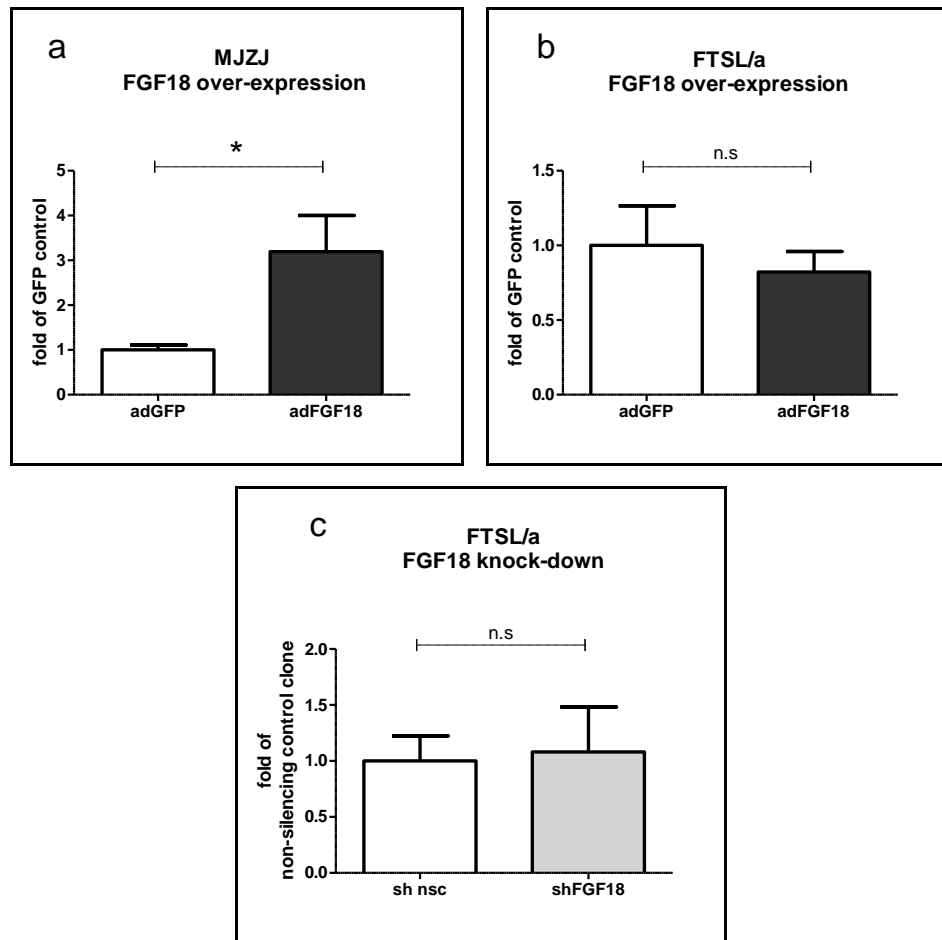 a
MJZJ
FGF18 over-expression
*
5
4
3
2
1
0
fold of GFP control
adGFP
adFGF18
b
FTSL/a
FGF18 over-expression
n.s
1.5
1.0
0.5
0.0
fold of GFP control
adGFP
adFGF18
c
FTSL/a
FGF18 knock-down
n.s
2.0
1.5
1.0
0.5
0.0
fold of
non-silencing control clone
sh nsc
shFGF18